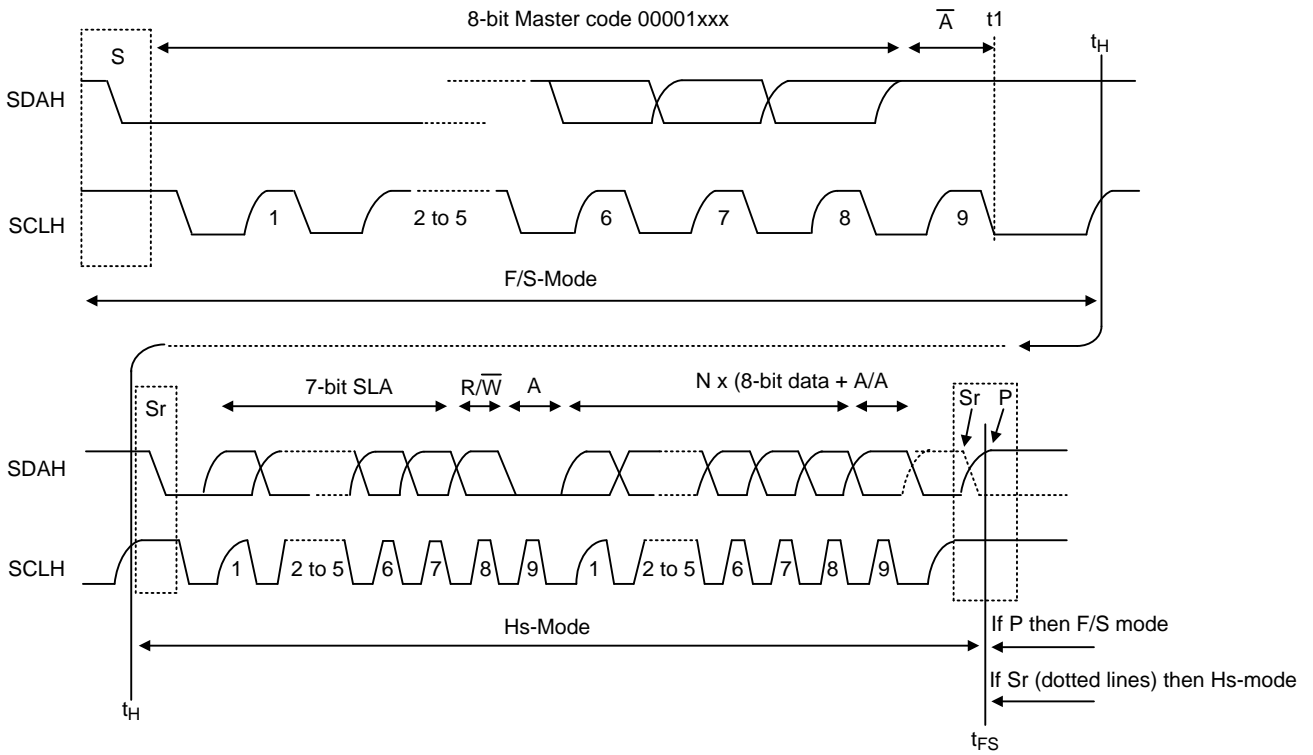 8-bit Master code 00001xxx
A̅
t1
S
tH
SDAH
SCLH
1
2 to 5
6
7
8
9
F/S-Mode
7-bit SLA
R/W̅
A
N x (8-bit data + A/A
Sr
Sr
P
SDAH
SCLH
1
2 to 5
6
7
8
9
1
2 to 5
6
7
8
9
Hs-Mode
If P then F/S mode
If Sr (dotted lines) then Hs-mode
tH
tFS